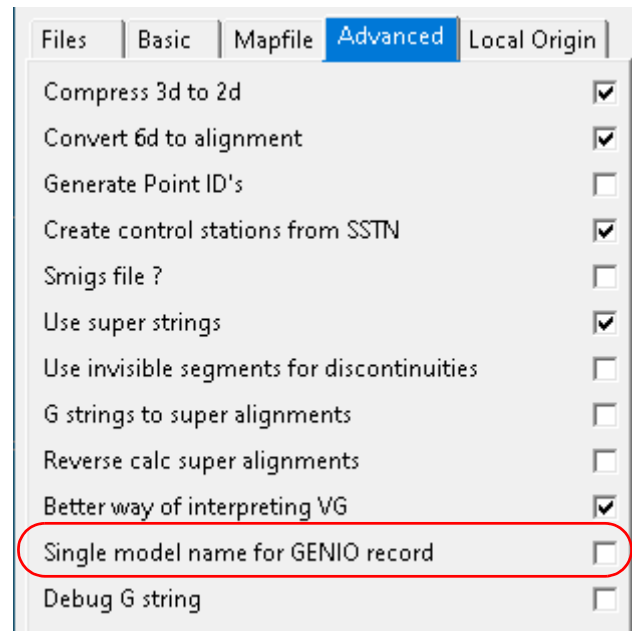 Files Basic Mapfile Advanced Local Origin
Compress 3d to 2d
Convert 6d to alignment
Generate Point ID's
Create control stations from SSTN
Smigs file ?
Use super strings
Use invisible segments for discontinuities
G strings to super alignments
Reverse calc super alignments
Better way of interpreting VG
Single model name for GENIO record
Debug G string